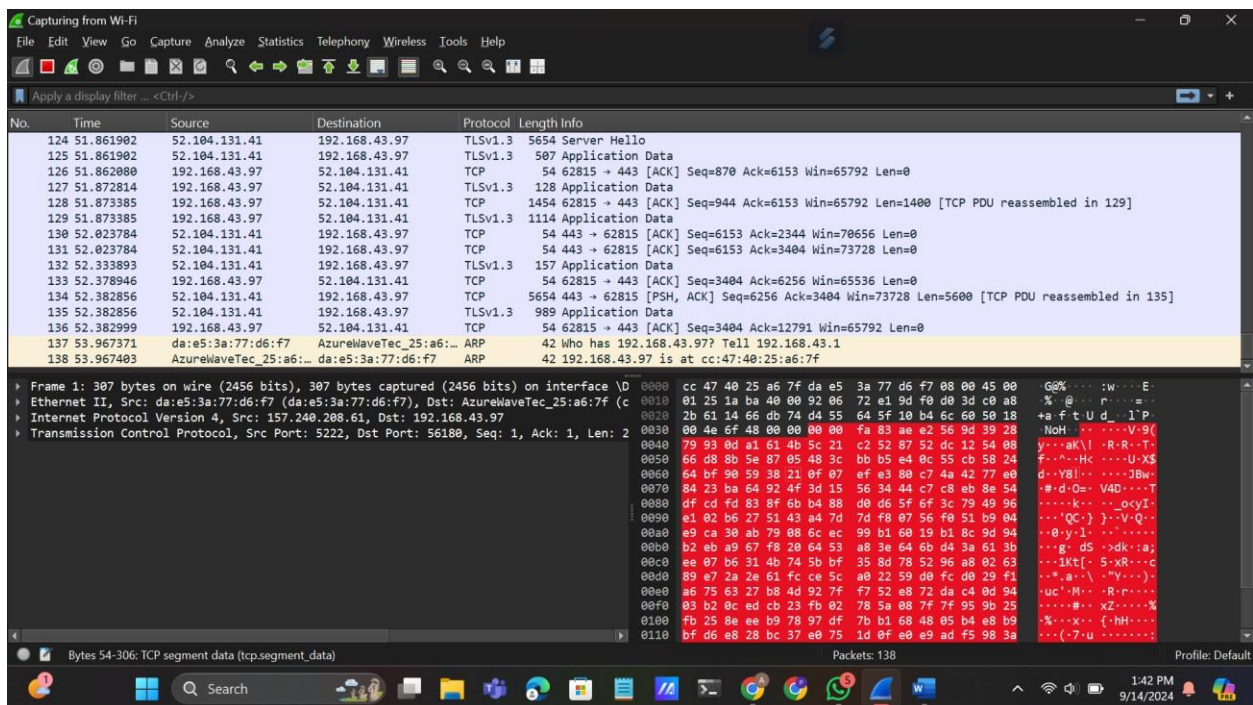 Capturing from Wi-Fi
File Edit View Go Capture Analyze Statistics Telephony Wireless Tools Help
Apply a display filter ... <Ctrl-/>
No. Time Source Destination Protocol Length Info
124 51.861902 52.104.131.41 192.168.43.97 TLSv1.3 5654 Server Hello
125 51.861902 52.104.131.41 192.168.43.97 TLSv1.3 507 Application Data
126 51.862080 192.168.43.97 52.104.131.41 TCP 54 62815 → 443 [ACK] Seq=870 Ack=6153 Win=65792 Len=0
127 51.872814 192.168.43.97 52.104.131.41 TLSv1.3 128 Application Data
128 51.873385 192.168.43.97 52.104.131.41 TCP 1454 62815 → 443 [ACK] Seq=944 Ack=6153 Win=65792 Len=1400 [TCP PDU reassembled in 129]
129 51.873385 192.168.43.97 52.104.131.41 TLSv1.3 1114 Application Data
130 52.023784 52.104.131.41 192.168.43.97 TCP 54 443 → 62815 [ACK] Seq=6153 Ack=2344 Win=70656 Len=0
131 52.023784 52.104.131.41 192.168.43.97 TCP 54 443 → 62815 [ACK] Seq=6153 Ack=3404 Win=73728 Len=0
132 52.333893 52.104.131.41 192.168.43.97 TLSv1.3 157 Application Data
133 52.378946 192.168.43.97 52.104.131.41 TCP 54 62815 → 443 [ACK] Seq=3404 Ack=6256 Win=65536 Len=0
134 52.382856 52.104.131.41 192.168.43.97 TCP 5654 443 → 62815 [PSH, ACK] Seq=6256 Ack=3404 Win=73728 Len=5600 [TCP PDU reassembled in 135]
135 52.382856 52.104.131.41 192.168.43.97 TLSv1.3 989 Application Data
136 52.382999 192.168.43.97 52.104.131.41 TCP 54 62815 → 443 [ACK] Seq=3404 Ack=12791 Win=65792 Len=0
137 53.967371 da:e5:3a:77:d6:f7 AzureWaveTec_25:a6:… ARP 42 Who has 192.168.43.97? Tell 192.168.43.1
138 53.967403 AzureWaveTec_25:a6:… da:e5:3a:77:d6:f7 ARP 42 192.168.43.97 is at cc:47:40:25:a6:7f
Frame 1: 307 bytes on wire (2456 bits), 307 bytes captured (2456 bits) on interface \D
Ethernet II, Src: da:e5:3a:77:d6:f7 (da:e5:3a:77:d6:f7), Dst: AzureWaveTec_25:a6:7f (c
Internet Protocol Version 4, Src: 157.240.208.61, Dst: 192.168.43.97
Transmission Control Protocol, Src Port: 5222, Dst Port: 56180, Seq: 1, Ack: 1, Len: 2
0000 cc 47 40 25 a6 7f da e5 3a 77 d6 f7 08 00 45 00
0010 01 25 1a ba 40 00 92 06 72 e1 9d f0 d0 3d c0 a8
0020 2b 61 14 66 db 74 d4 55 64 5f 10 b4 6c 60 50 18
0030 00 4e 6f 48 00 00 00 00 fa 83 ae e2 56 9d 39 28
0040 79 93 0d a1 61 4b 5c 21 c2 52 87 52 dc 12 54 08
0050 66 d8 8b 5e 87 05 48 3c bb b5 e4 0c 55 cb 58 24
0060 64 bf 90 59 38 21 0f 07 ef e3 80 c7 4a 42 77 e0
0070 84 23 ba 64 92 4f 3d 15 56 34 44 c7 c8 eb 8e 54
0080 df cd fd 83 8f 6b b4 88 d0 d6 5f 6f 3c 79 49 96
0090 e1 02 b6 27 51 43 a4 7d 7d f8 07 56 f0 51 b9 04
00a0 e9 ca 30 ab 79 08 6c ec 99 b1 60 19 b1 8c 9d 94
00b0 b2 eb a9 67 f8 20 64 53 a8 3e 64 6b d4 3a 61 3b
00c0 ee 07 b6 31 4b 74 5b bf 35 8d 78 52 96 a8 02 63
00d0 89 e7 2a 2e 61 fc ce 5c a0 22 59 d0 fc d0 29 f1
00e0 a6 75 63 27 b8 4d 92 7f f7 52 e8 72 da c4 0d 94
00f0 03 b2 0c ed cb 23 fb 02 78 5a 08 7f 7f 95 9b 25
0100 fb 25 8e ee b9 78 97 df 7b b1 68 48 05 b4 e8 b9
0110 bf d6 e8 28 bc 37 e0 75 1d 0f e0 e9 ad f5 98 3a
Bytes 54-306: TCP segment data (tcp.segment_data)
Packets: 138
Profile: Default
Search
1:42 PM
9/14/2024